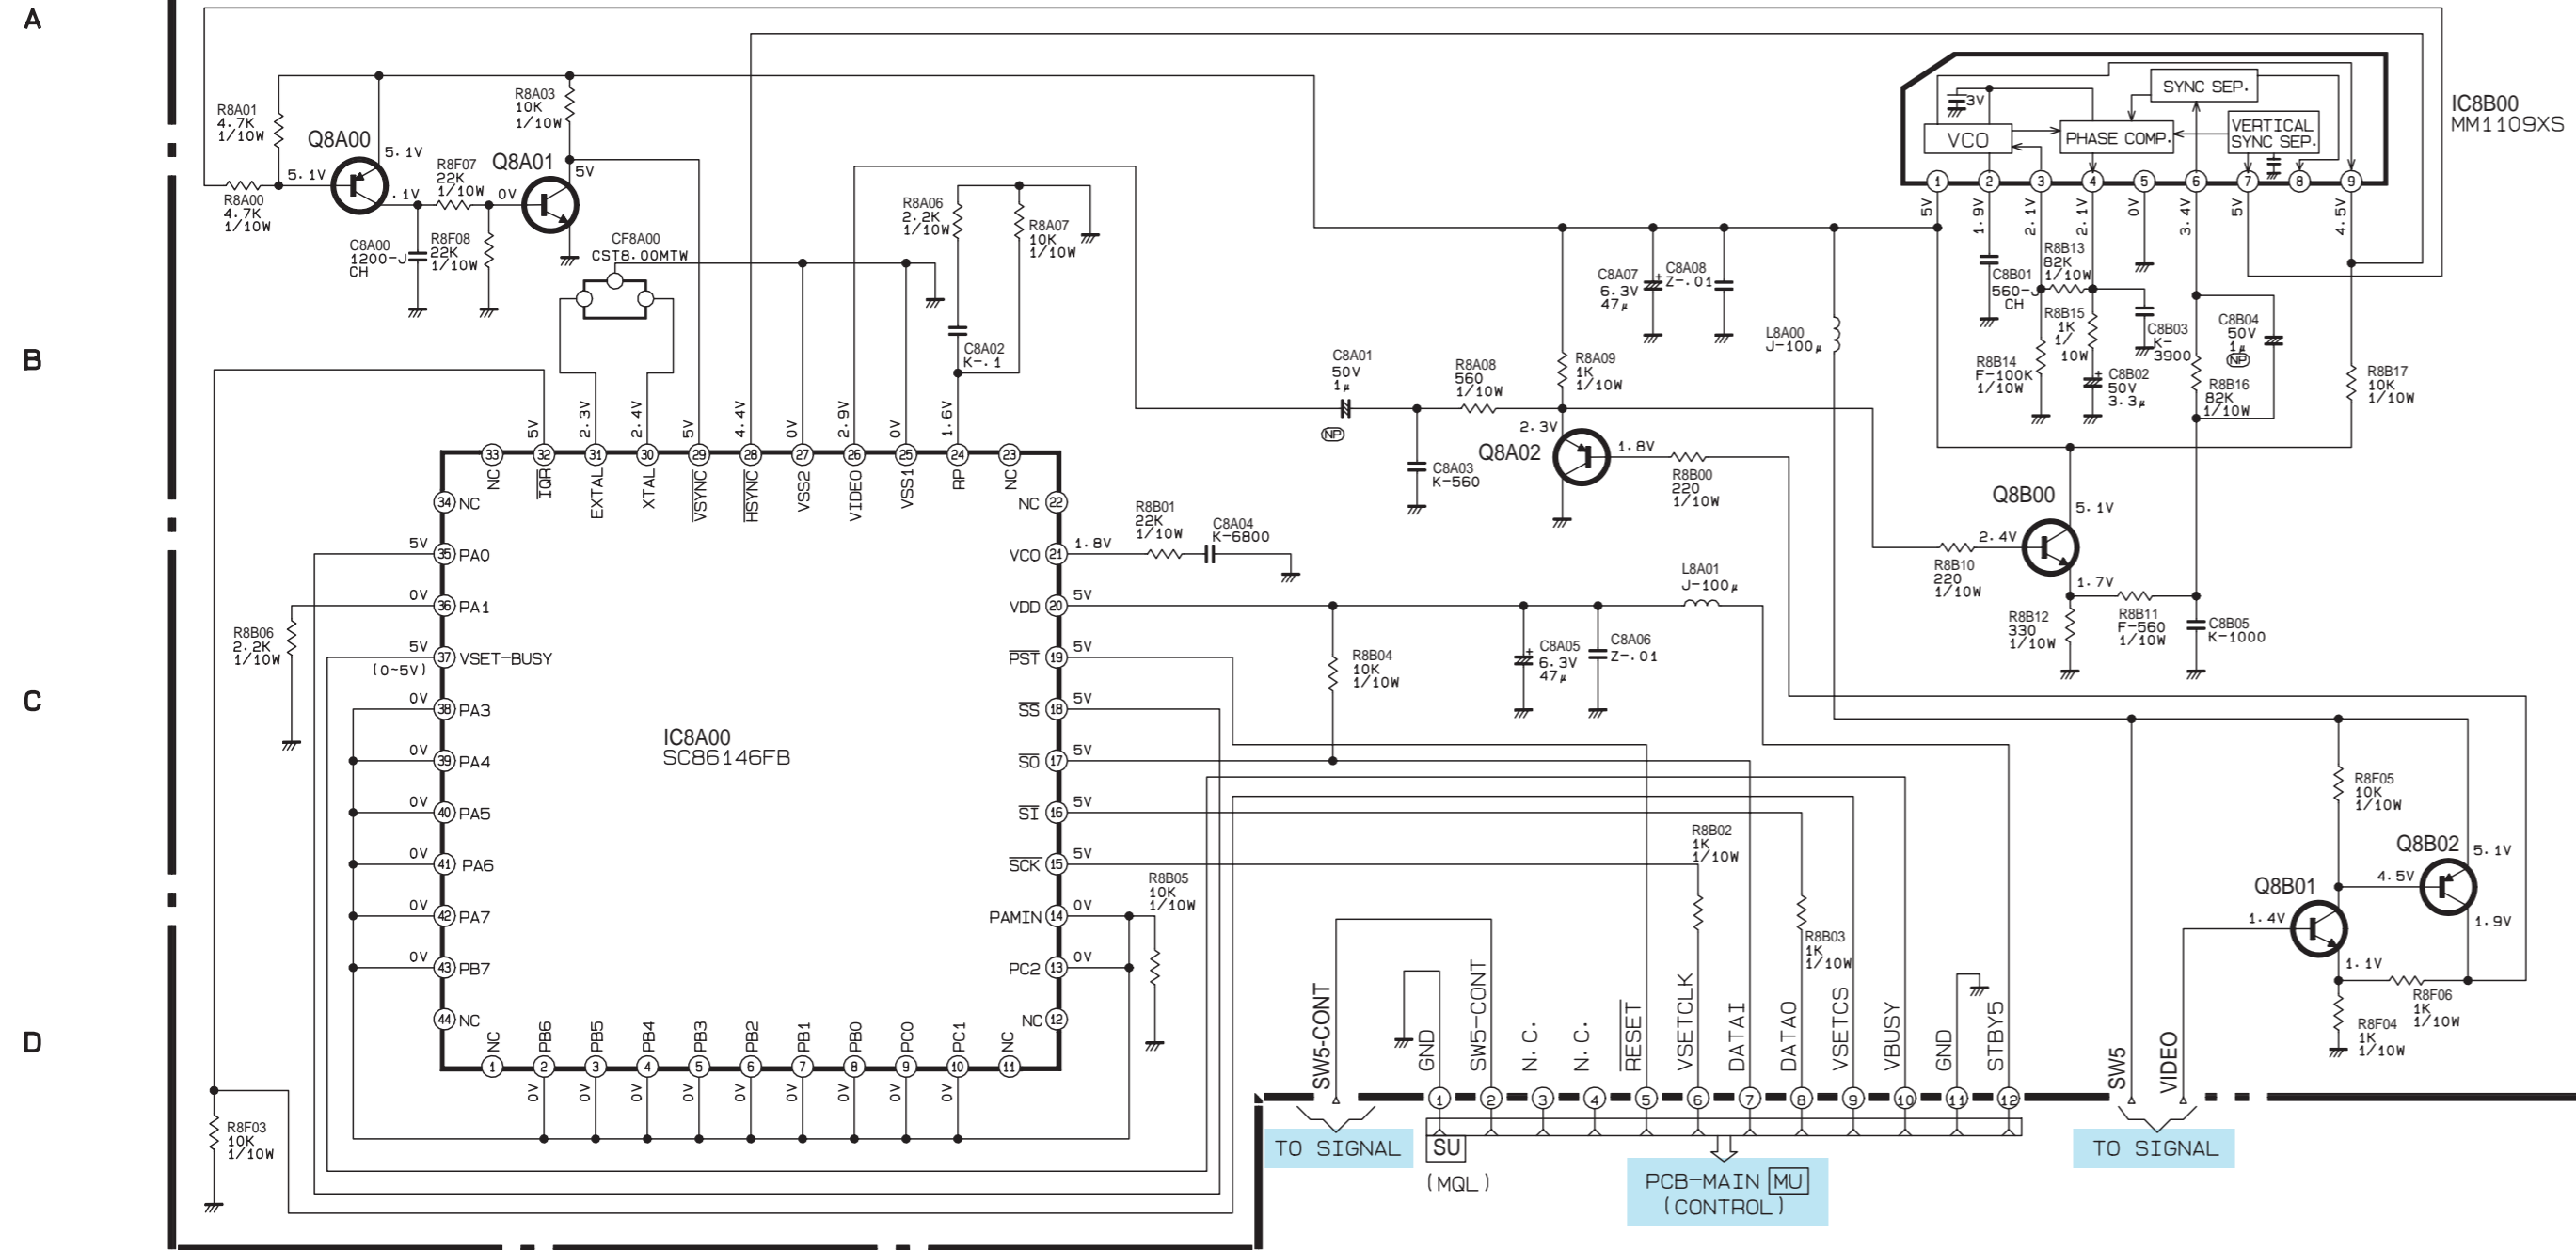 A
B
C
D
R8A01
4.7K
1/10W
Q8A00
5.1V
5.1V
R8A00
4.7K
1/10W
.1V
R8F07
22K
1/10W
C8A00
1200-J
CH
R8F08
22K
1/10W
R8A03
10K
1/10W
Q8A01
5V
0V
CF8A00
CST8.00MTW
R8A06
2.2K
1/10W
R8A07
10K
1/10W
C8A02
K-.1
5V
2.3V
2.4V
5V
4.4V
0V
2.9V
0V
1.6V
33 32 31 30 29 28 27 26 25 24 23
NC
IQR
EXTAL
XTAL
VSYNC
HSYNC
VSS2
VIDEO
VSS1
RP
NC
34 NC
5V 35 PA0
0V 36 PA1
5V 37 VSET-BUSY
(0~5V)
0V 38 PA3
0V 39 PA4
0V 40 PA5
0V 41 PA6
0V 42 PA7
0V 43 PB7
44 NC
IC8A00
SC86146FB
NC 22
VCO 21 1.8V
VDD 20 5V
PST 19 5V
SS 18 5V
SO 17 5V
SI 16 5V
SCK 15 5V
PAMIN 14 0V
PC2 13 0V
NC 12
NC
PB6
PB5
PB4
PB3
PB2
PB1
PB0
PC0
PC1
NC
1 2 3 4 5 6 7 8 9 10 11
0V 0V 0V 0V 0V 0V 0V 0V 0V
R8B06
2.2K
1/10W
R8F03
10K
1/10W
R8B01
22K
1/10W
C8A04
K-6800
R8B05
10K
1/10W
C8A01
50V
1μ
NP
C8A03
K-560
R8A08
560
1/10W
R8A09
1K
1/10W
C8A07
6.3V
47μ
C8A08
Z-.01
L8A00
J-100μ
2.3V
Q8A02
1.8V
R8B00
220
1/10W
L8A01
J-100μ
R8B04
10K
1/10W
C8A05
6.3V
47μ
C8A06
Z-.01
R8B02
1K
1/10W
R8B03
1K
1/10W
IC8B00
MM1109XS
SYNC SEP.
3V
VCO
PHASE COMP.
VERTICAL
SYNC SEP.
1 2 3 4 5 6 7 8 9
5V
1.9V
2.1V
2.1V
0V
3.4V
5V
4.5V
C8B01
560-J
CH
R8B13
82K
1/10W
R8B15
1K
1/
10W
R8B14
F-100K
1/10W
C8B02
50V
3.3μ
C8B03
K-
3900
C8B04
50V
1μ
NP
R8B16
82K
1/10W
R8B17
10K
1/10W
Q8B00
5.1V
2.4V
1.7V
R8B10
220
1/10W
R8B12
330
1/10W
R8B11
F-560
1/10W
C8B05
K-1000
R8F05
10K
1/10W
Q8B02
5.1V
4.5V
1.9V
Q8B01
1.4V
1.1V
R8F06
1K
1/10W
R8F04
1K
1/10W
SW5-CONT
GND
SW5-CONT
N.C.
N.C.
RESET
VSETCLK
DATAI
DATAO
VSETCS
VBUSY
GND
STBY5
SW5
VIDEO
1 2 3 4 5 6 7 8 9 10 11 12
TO SIGNAL
SU
(MQL)
PCB-MAIN MU
(CONTROL)
TO SIGNAL